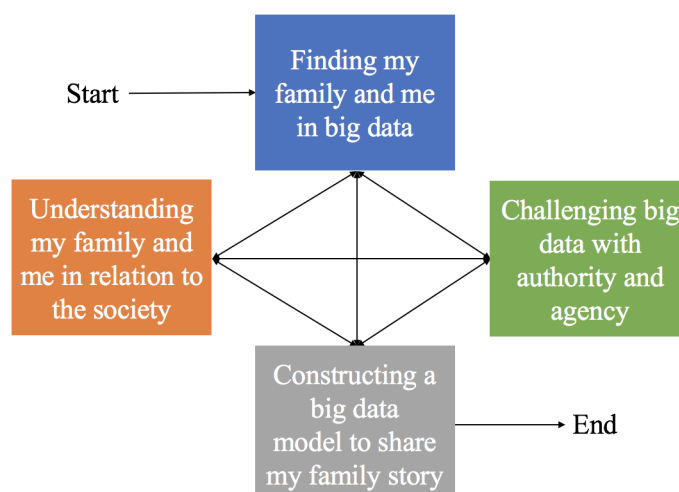 Finding my
family and me
in big data
Start
Understanding
my family and
me in relation to
the society
Challenging big
data with
authority and
agency
Constructing a
big data
model to share
my family story
End